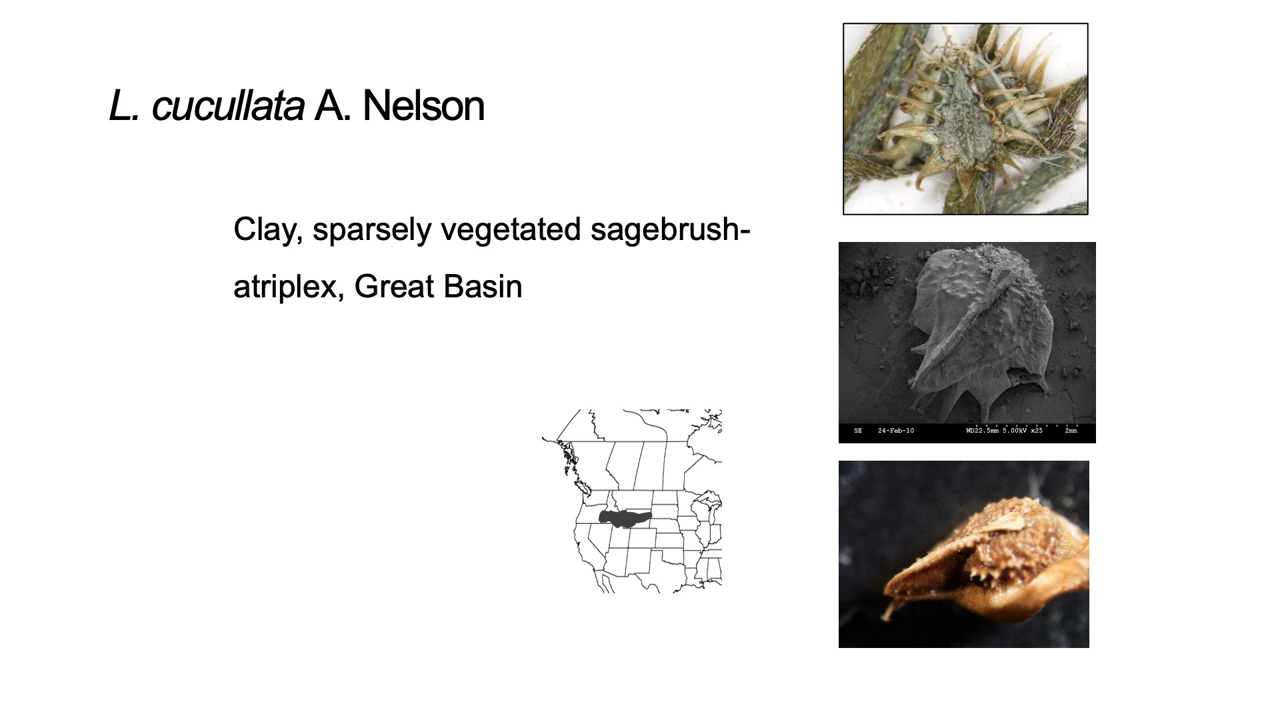 L. cucullata A. Nelson
Clay, sparsely vegetated sagebrush-
atriplex, Great Basin
SE 24-Feb-10 WD22.5mm 5.00kV x25 2mm